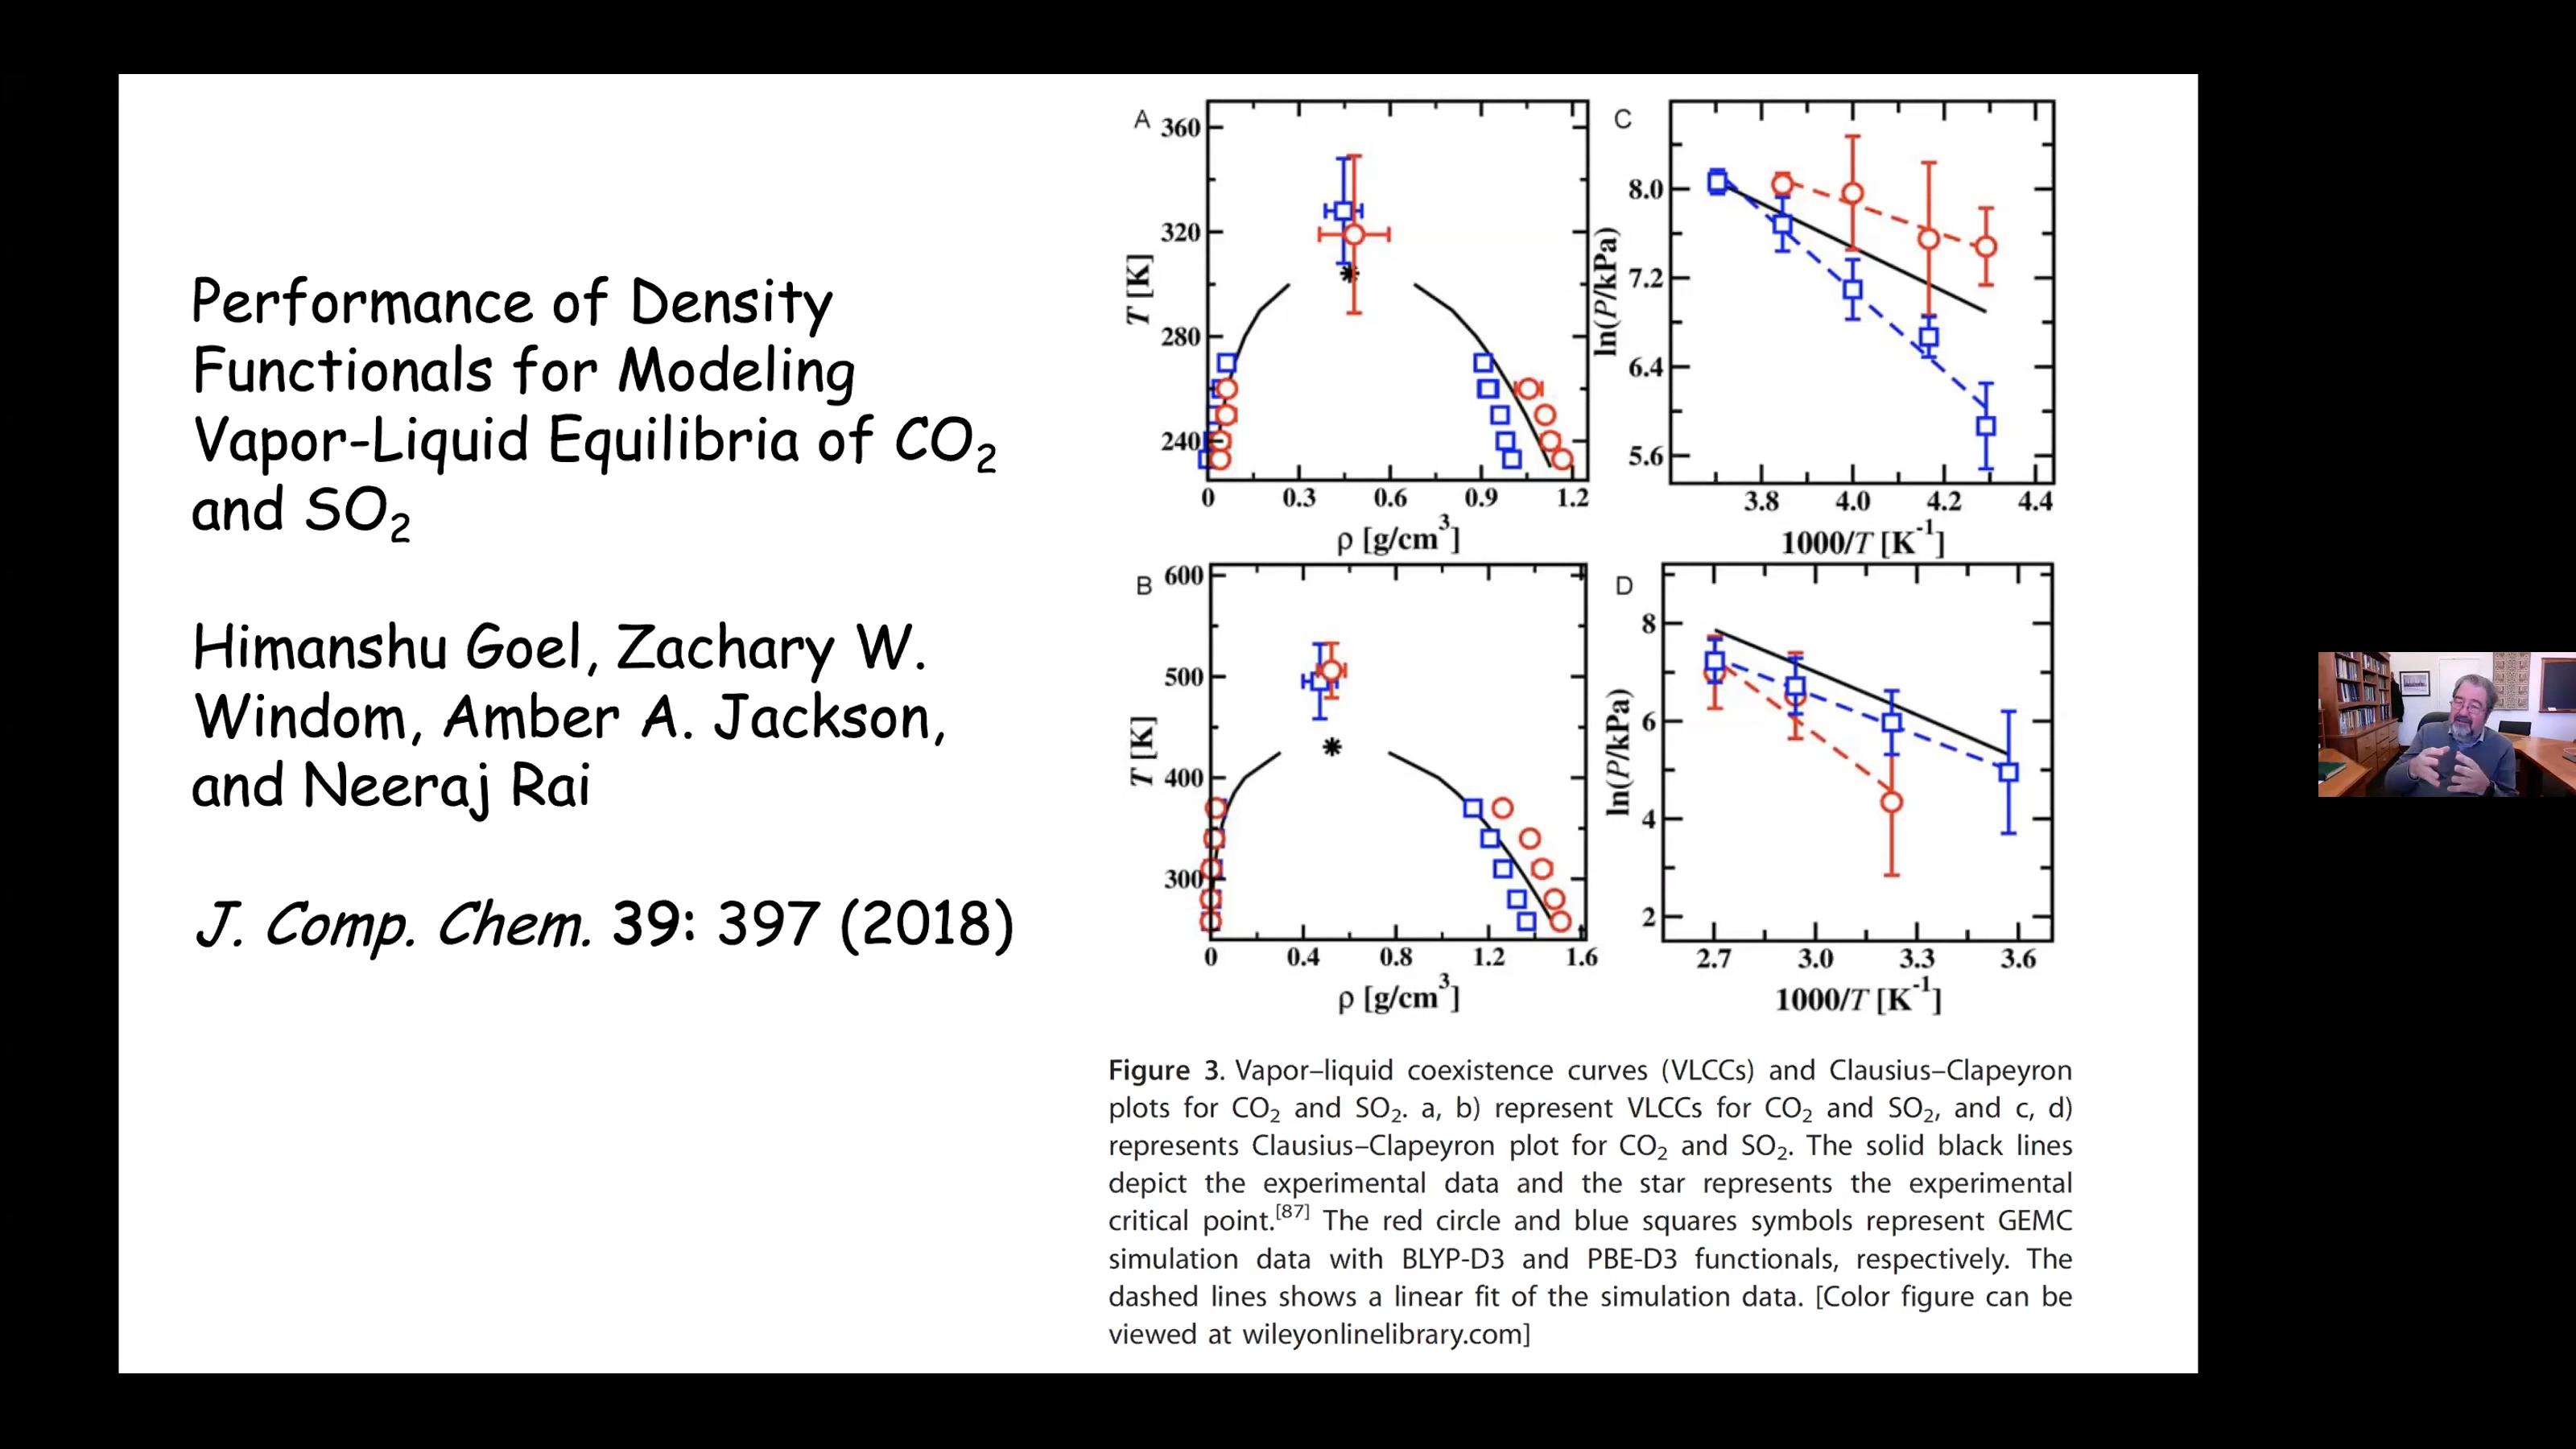 Performance of Density
Functionals for Modeling
Vapor-Liquid Equilibria of CO₂
and SO₂
Himanshu Goel, Zachary W.
Windom, Amber A. Jackson,
and Neeraj Rai
J. Comp. Chem. 39: 397 (2018)
A
360
320
280
240
T [K]
0 0.3 0.6 0.9 1.2
ρ [g/cm³]
C
8.0
7.2
6.4
5.6
ln(P/kPa)
3.8 4.0 4.2 4.4
1000/T [K⁻¹]
B
600
500
400
300
T [K]
0 0.4 0.8 1.2 1.6
ρ [g/cm³]
D
8
6
4
2
ln(P/kPa)
2.7 3.0 3.3 3.6
1000/T [K⁻¹]
Figure 3. Vapor–liquid coexistence curves (VLCCs) and Clausius–Clapeyron
plots for CO₂ and SO₂. a, b) represent VLCCs for CO₂ and SO₂, and c, d)
represents Clausius–Clapeyron plot for CO₂ and SO₂. The solid black lines
depict the experimental data and the star represents the experimental
critical point.[87] The red circle and blue squares symbols represent GEMC
simulation data with BLYP-D3 and PBE-D3 functionals, respectively. The
dashed lines shows a linear fit of the simulation data. [Color figure can be
viewed at wileyonlinelibrary.com]